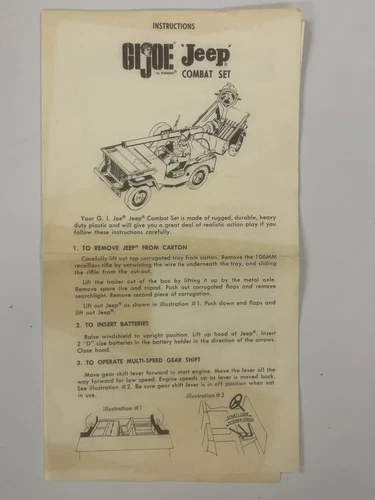 INSTRUCTIONS
GIJOE® 'Jeep'®
by HASBRO®
COMBAT SET
Your G. I. Joe® Jeep® Combat Set is made of rugged, durable, heavy
duty plastic and will give you a great deal of realistic action play if you
follow these instructions carefully.
1. TO REMOVE JEEP® FROM CARTON
Carefully lift out top corrugated tray from carton. Remove the 106MM
recoilless rifle by untwisting the wire tie underneath the tray, and sliding
the riflle from the cut-out.
Lift the trailer out of the box by lifting it up by the metal axle.
Remove spare tire and tripod. Push out corrugated flaps and remove
searchlight. Remove second piece of corrugation.
Lift out Jeep® as shown in illustration #1. Push down end flaps and
lift out Jeep®.
2. TO INSERT BATTERIES
Raise windshield to upright position. Lift up hood of Jeep®. Insert
2 "D" size batteries in the battery holder in the direction of the arrows.
Close hood.
3. TO OPERATE MULTI-SPEED GEAR SHIFT
Move gear shift lever forward to start engine. Move the lever all the
way forward for low speed. Engine speeds up as lever is moved back.
See illustration #2. Be sure gear shift lever is in off position when not
in use.
Illustration #1
Illustration #2